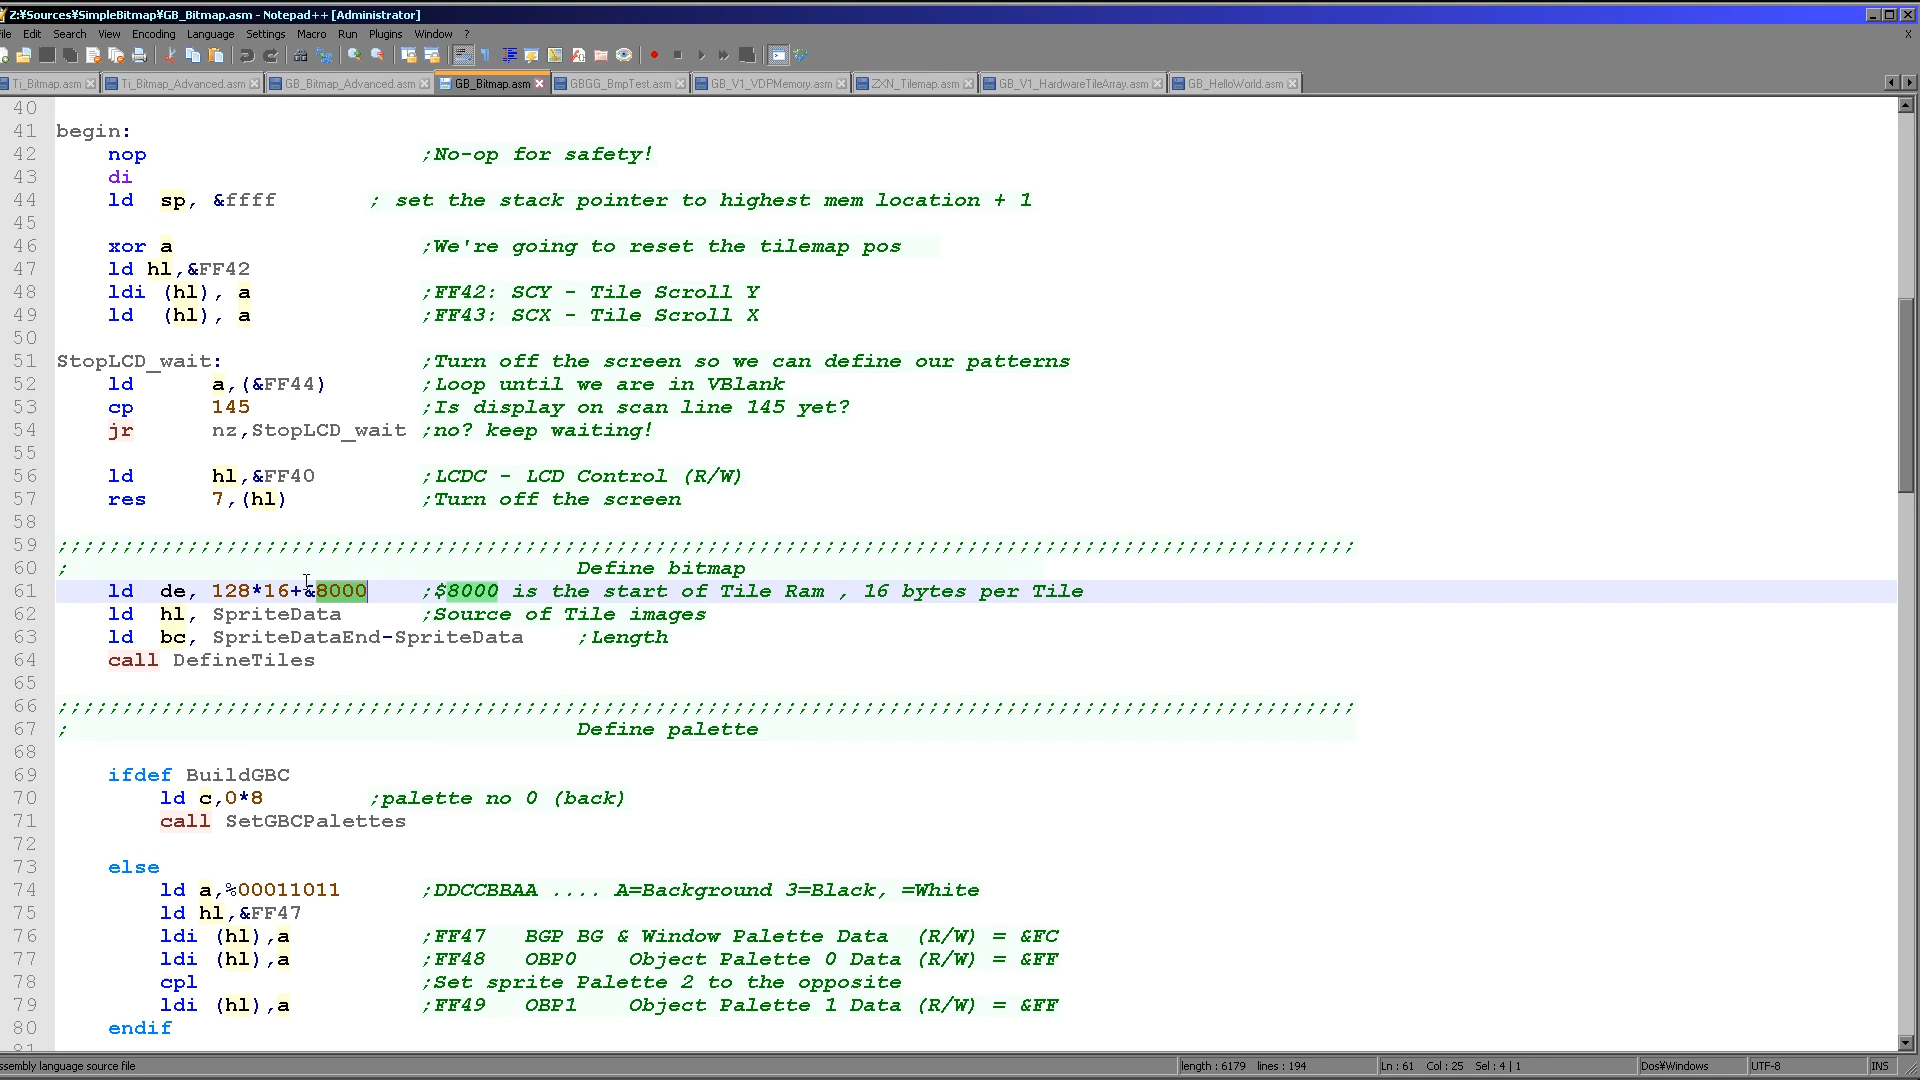 Z:¥Sources¥SimpleBitmap¥GB_Bitmap.asm - Notepad++ [Administrator]
ile Edit Search View Encoding Language Settings Macro Run Plugins Window ? X
Ti_Bitmap.asm Ti_Bitmap_Advanced.asm GB_Bitmap_Advanced.asm GB_Bitmap.asm GBGG_BmpTest.asm GB_V1_VDPMemory.asm ZXN_Tilemap.asm GB_V1_HardwareTileArray.asm GB_HelloWorld.asm
40
41 begin:
42 nop ;No-op for safety!
43 di
44 ld sp, &ffff ; set the stack pointer to highest mem location + 1
45
46 xor a ;We're going to reset the tilemap pos
47 ld hl,&FF42
48 ldi (hl), a ;FF42: SCY - Tile Scroll Y
49 ld (hl), a ;FF43: SCX - Tile Scroll X
50
51 StopLCD_wait: ;Turn off the screen so we can define our patterns
52 ld a,(&FF44) ;Loop until we are in VBlank
53 cp 145 ;Is display on scan line 145 yet?
54 jr nz,StopLCD_wait ;no? keep waiting!
55
56 ld hl,&FF40 ;LCDC - LCD Control (R/W)
57 res 7,(hl) ;Turn off the screen
58
59 ;;;;;;;;;;;;;;;;;;;;;;;;;;;;;;;;;;;;;;;;;;;;;;;;;;;;;;;;;;;;;;;;;;;;;;;;;;;;;;;;;;;;;;;;;;;;;;;;;;;;
60 ; Define bitmap
61 ld de, 128*16+&8000 ;$8000 is the start of Tile Ram , 16 bytes per Tile
62 ld hl, SpriteData ;Source of Tile images
63 ld bc, SpriteDataEnd-SpriteData ;Length
64 call DefineTiles
65
66 ;;;;;;;;;;;;;;;;;;;;;;;;;;;;;;;;;;;;;;;;;;;;;;;;;;;;;;;;;;;;;;;;;;;;;;;;;;;;;;;;;;;;;;;;;;;;;;;;;;;;
67 ; Define palette
68
69 ifdef BuildGBC
70 ld c,0*8 ;palette no 0 (back)
71 call SetGBCPalettes
72
73 else
74 ld a,%00011011 ;DDCCBBAA .... A=Background 3=Black, =White
75 ld hl,&FF47
76 ldi (hl),a ;FF47 BGP BG & Window Palette Data (R/W) = &FC
77 ldi (hl),a ;FF48 OBP0 Object Palette 0 Data (R/W) = &FF
78 cpl ;Set sprite Palette 2 to the opposite
79 ldi (hl),a ;FF49 OBP1 Object Palette 1 Data (R/W) = &FF
80 endif
81
ssembly language source file length : 6179 lines : 194 Ln : 61 Col : 25 Sel : 4 | 1 Dos¥Windows UTF-8 INS